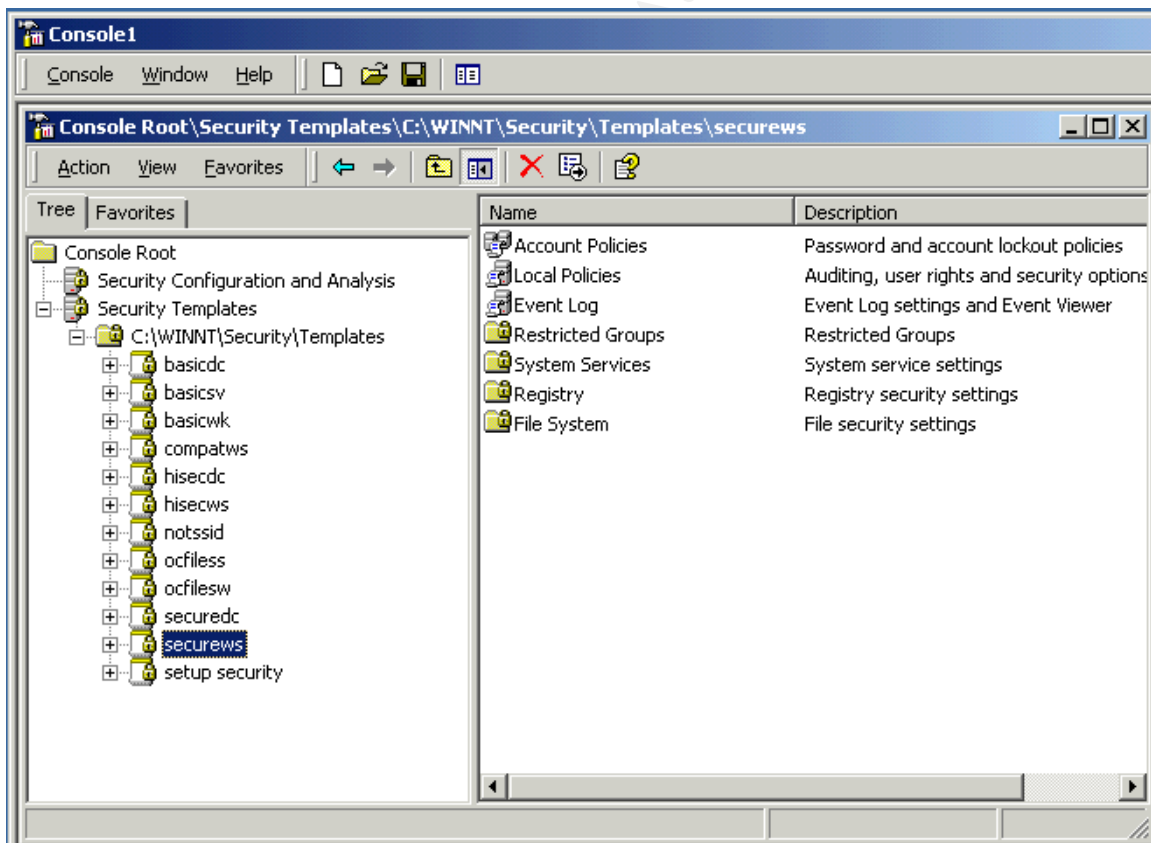 Console1
Console Window Help
Console Root\Security Templates\C:\WINNT\Security\Templates\securews
Action View Favorites
Tree Favorites
Console Root
Security Configuration and Analysis
Security Templates
C:\WINNT\Security\Templates
basicdc
basicsv
basicwk
compatws
hisecdc
hisecws
notssid
ocfiless
ocfilesw
securedc
securews
setup security
Name Description
Account Policies Password and account lockout policies
Local Policies Auditing, user rights and security options
Event Log Event Log settings and Event Viewer
Restricted Groups Restricted Groups
System Services System service settings
Registry Registry security settings
File System File security settings